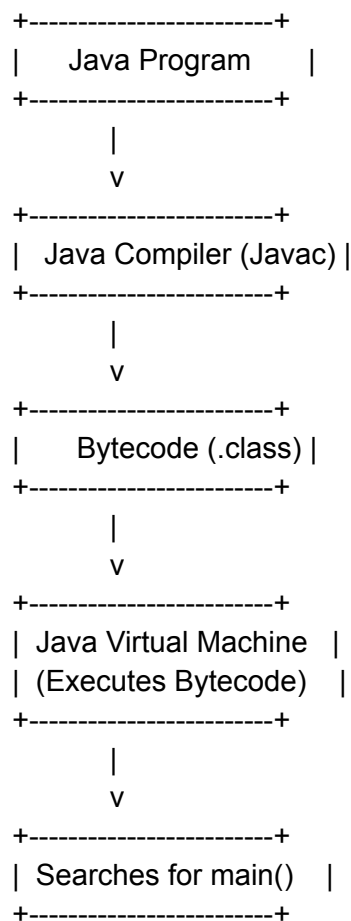 +-------------------------+
|      Java Program       |
+-------------------------+
|
v
+-------------------------+
|   Java Compiler (Javac) |
+-------------------------+
|
v
+-------------------------+
|       Bytecode (.class) |
+-------------------------+
|
v
+-------------------------+
|  Java Virtual Machine   |
|  (Executes Bytecode)    |
+-------------------------+
|
v
+-------------------------+
|  Searches for main()    |
+-------------------------+